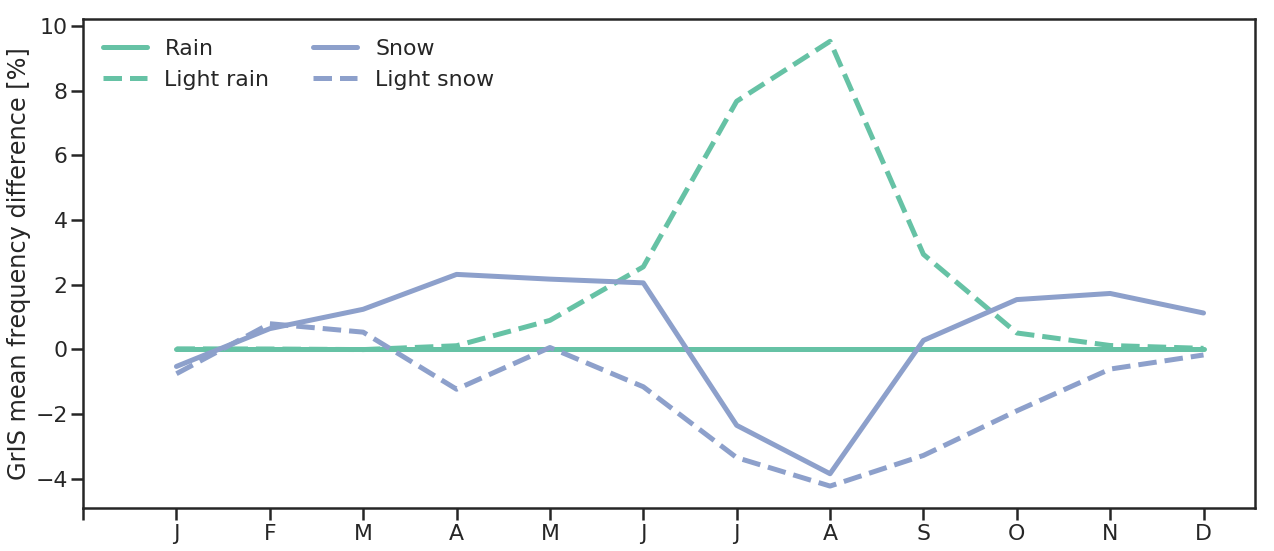 GrIS mean frequency difference [%]
10
8
6
4
2
0
−2
−4
Rain
Snow
Light rain
Light snow
J F M A M J J A S O N D